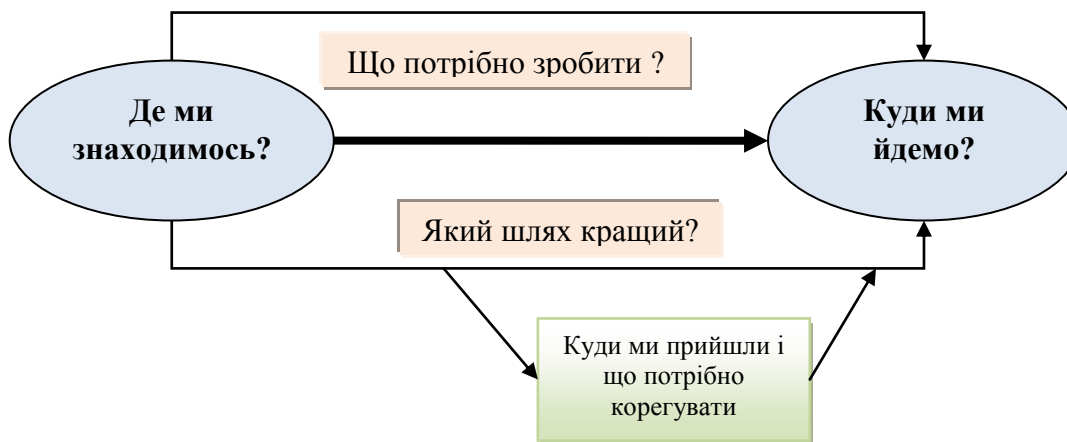 Що потрібно зробити ?
Де ми
знаходимось?
Куди ми
йдемо?
Який шлях кращий?
Куди ми прийшли і
що потрібно
корегувати